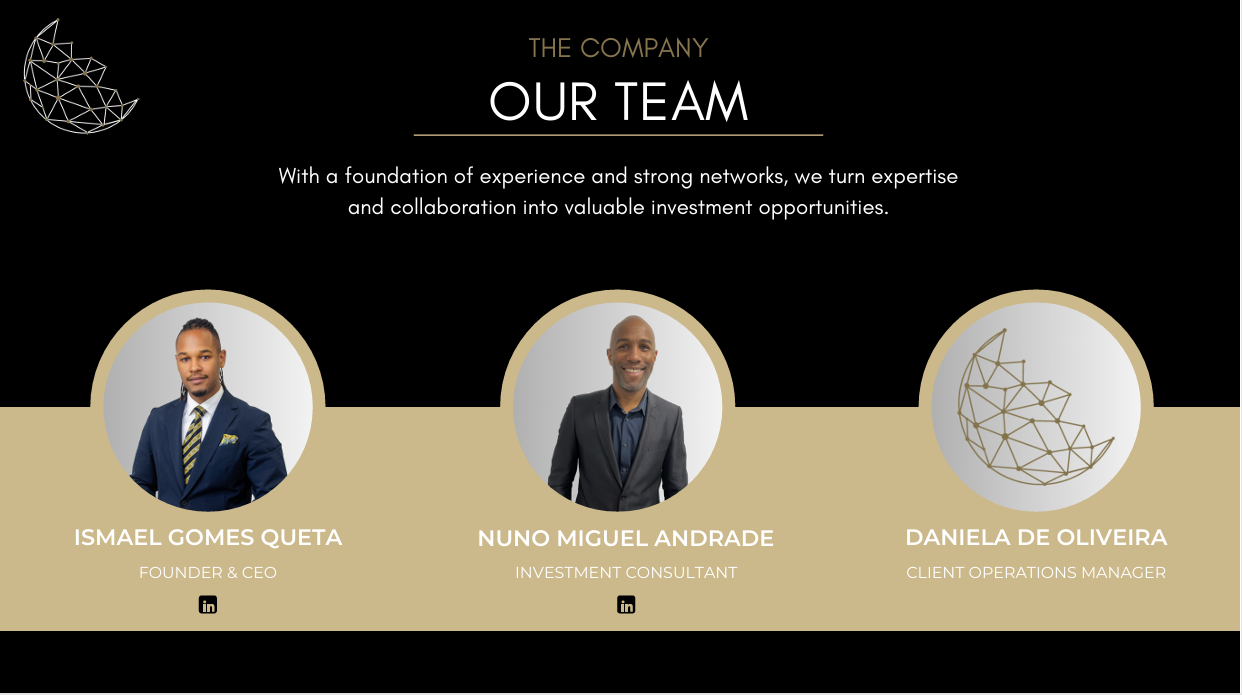 THE COMPANY
OUR TEAM
With a foundation of experience and strong networks, we turn expertise
and collaboration into valuable investment opportunities.
ISMAEL GOMES QUETA
FOUNDER & CEO
in
NUNO MIGUEL ANDRADE
INVESTMENT CONSULTANT
in
DANIELA DE OLIVEIRA
CLIENT OPERATIONS MANAGER